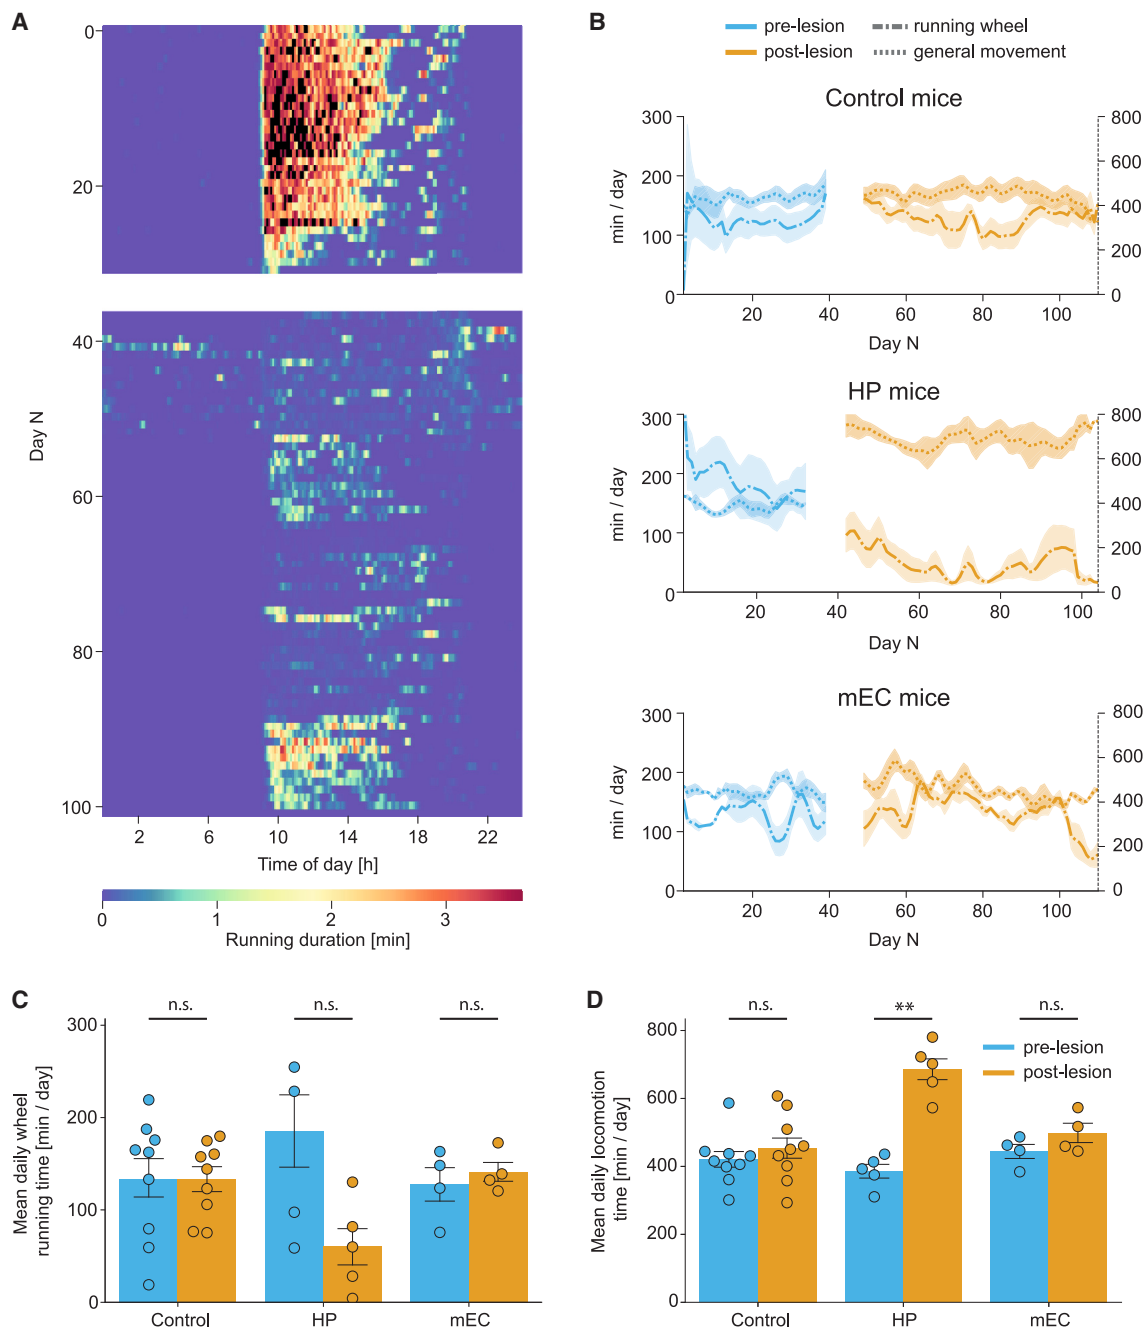 A
0
20
40
60
80
100
Day N
2
6
10
14
18
22
Time of day [h]
0
1
2
3
Running duration [min]
B
pre-lesion
running wheel
post-lesion
general movement
Control mice
300
200
100
0
min / day
800
600
400
200
0
20
40
60
80
100
Day N
HP mice
300
200
100
0
min / day
800
600
400
200
0
20
40
60
80
100
Day N
mEC mice
300
200
100
0
min / day
800
600
400
200
0
20
40
60
80
100
Day N
C
n.s.
n.s.
n.s.
300
200
100
0
Mean daily wheel
running time [min / day]
Control
HP
mEC
D
n.s.
**
n.s.
800
600
400
200
0
Mean daily locomotion
time [min / day]
pre-lesion
post-lesion
Control
HP
mEC